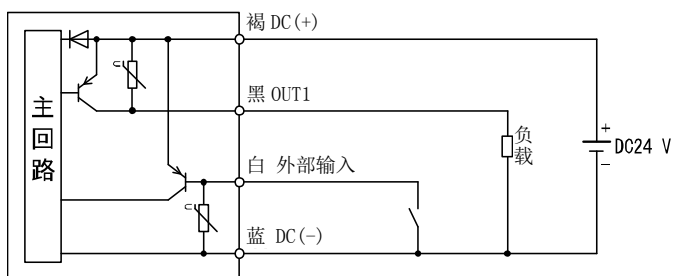 褐 DC(+)
主回路
U
黑 OUT1
负载
+
DC24 V
-
白 外部输入
U
蓝 DC(-)